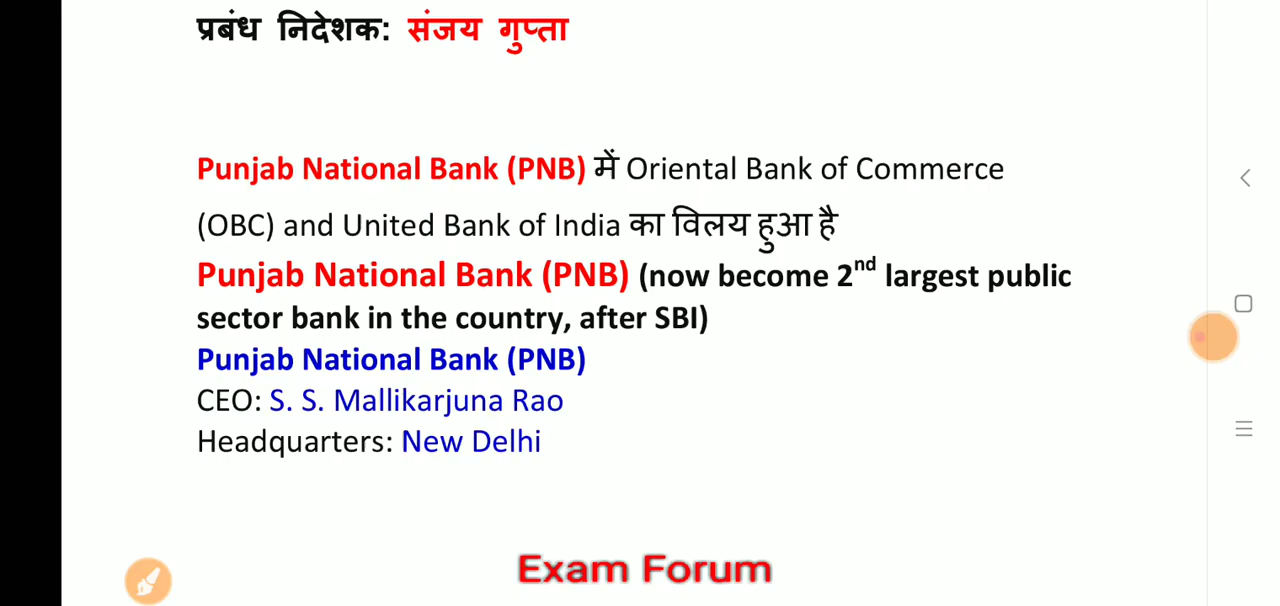 प्रबंध निदेशक: संजय गुप्ता
Punjab National Bank (PNB) में Oriental Bank of Commerce
(OBC) and United Bank of India का विलय हुआ है
Punjab National Bank (PNB) (now become 2nd largest public
sector bank in the country, after SBI)
Punjab National Bank (PNB)
CEO: S. S. Mallikarjuna Rao
Headquarters: New Delhi
Exam Forum